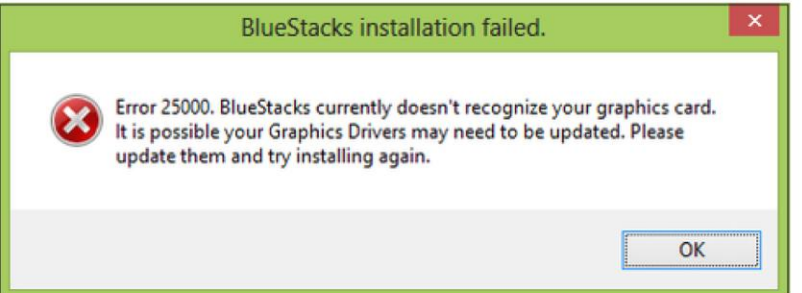 BlueStacks installation failed.
Error 25000. BlueStacks currently doesn't recognize your graphics card.
It is possible your Graphics Drivers may need to be updated. Please
update them and try installing again.
OK